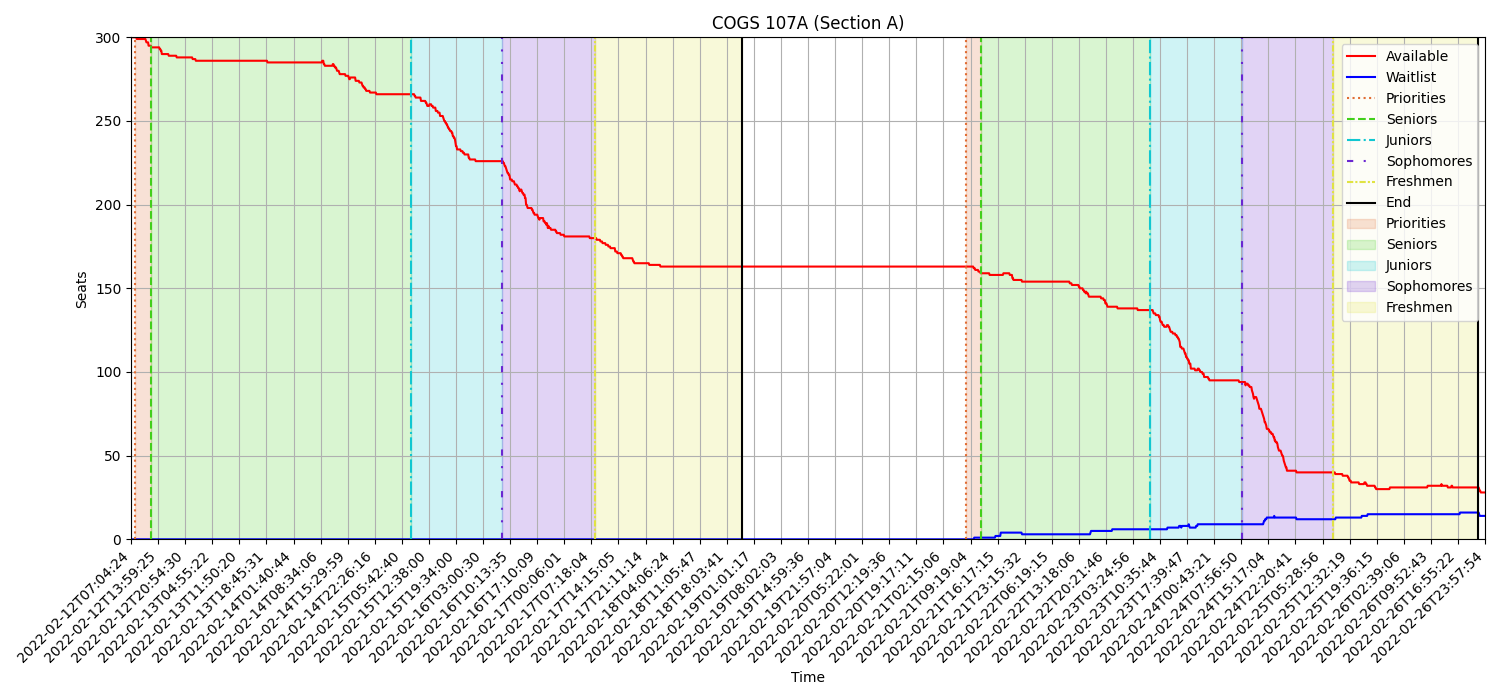 COGS 107A (Section A)
300
250
200
150
100
50
0
Seats
Available
Waitlist
Priorities
Seniors
Juniors
Sophomores
Freshmen
End
Priorities
Seniors
Juniors
Sophomores
Freshmen
2022-02-12T07:04:24
2022-02-12T13:59:25
2022-02-12T20:54:30
2022-02-13T04:55:22
2022-02-13T11:50:20
2022-02-13T18:45:31
2022-02-14T01:40:44
2022-02-14T08:34:06
2022-02-14T15:29:59
2022-02-14T22:26:16
2022-02-15T05:42:40
2022-02-15T12:38:00
2022-02-15T19:34:00
2022-02-16T03:00:30
2022-02-16T10:13:35
2022-02-16T17:10:09
2022-02-17T00:06:01
2022-02-17T07:18:04
2022-02-17T14:15:05
2022-02-17T21:11:14
2022-02-18T04:06:24
2022-02-18T11:05:47
2022-02-18T18:03:41
2022-02-19T01:01:17
2022-02-19T08:02:03
2022-02-19T14:59:36
2022-02-19T21:57:04
2022-02-20T05:22:01
2022-02-20T12:19:36
2022-02-20T19:17:11
2022-02-21T02:15:06
2022-02-21T09:19:04
2022-02-21T16:17:15
2022-02-21T23:15:32
2022-02-22T06:19:15
2022-02-22T13:18:06
2022-02-22T20:21:46
2022-02-23T03:24:56
2022-02-23T10:35:44
2022-02-23T17:39:47
2022-02-24T00:43:21
2022-02-24T07:56:50
2022-02-24T15:17:04
2022-02-24T22:20:41
2022-02-25T05:28:56
2022-02-25T12:32:19
2022-02-25T19:36:15
2022-02-26T02:39:06
2022-02-26T09:52:43
2022-02-26T16:55:22
2022-02-26T23:57:54
Time